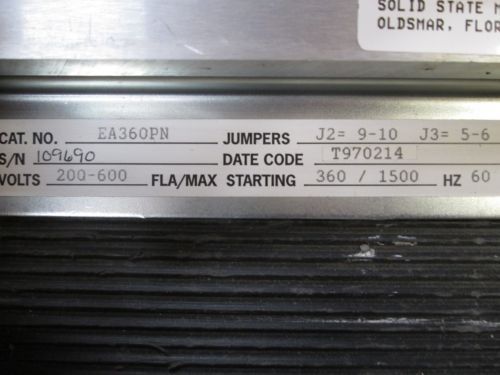 SOLID STATE
OLDSMAR, FLOR
CAT. NO. EA360PN JUMPERS J2= 9-10 J3= 5-6
S/N 109690 DATE CODE T970214
VOLTS 200-600 FLA/MAX STARTING 360 / 1500 HZ 60